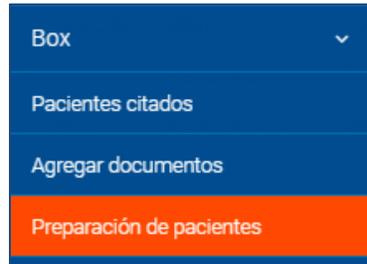 Box
Pacientes citados
Agregar documentos
Preparación de pacientes